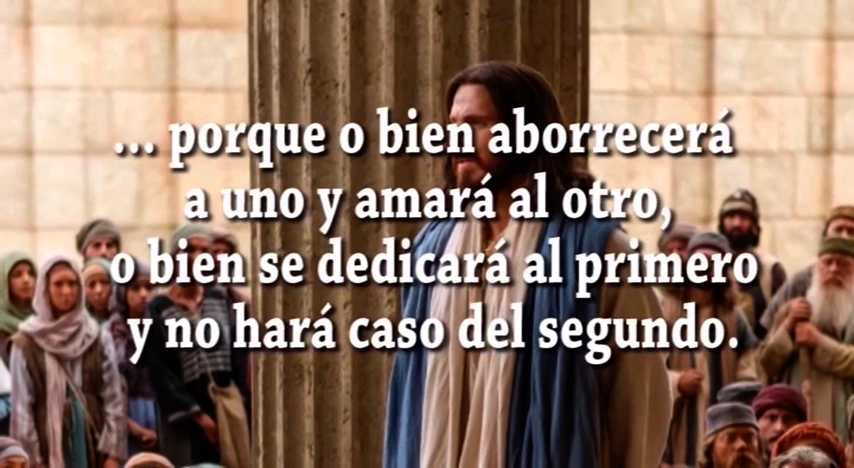 ... porque o bien aborrecerá
a uno y amará al otro,
o bien se dedicará al primero
y no hará caso del segundo.